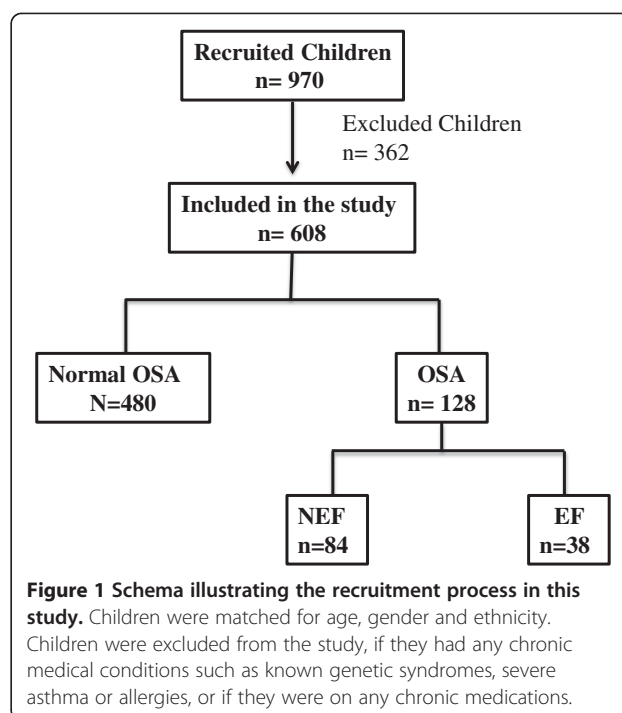 Recruited Children
n= 970
Excluded Children
n= 362
Included in the study
n= 608
Normal OSA
N=480
OSA
n= 128
NEF
n=84
EF
n=38
Figure 1 Schema illustrating the recruitment process in this
study. Children were matched for age, gender and ethnicity.
Children were excluded from the study, if they had any chronic
medical conditions such as known genetic syndromes, severe
asthma or allergies, or if they were on any chronic medications.